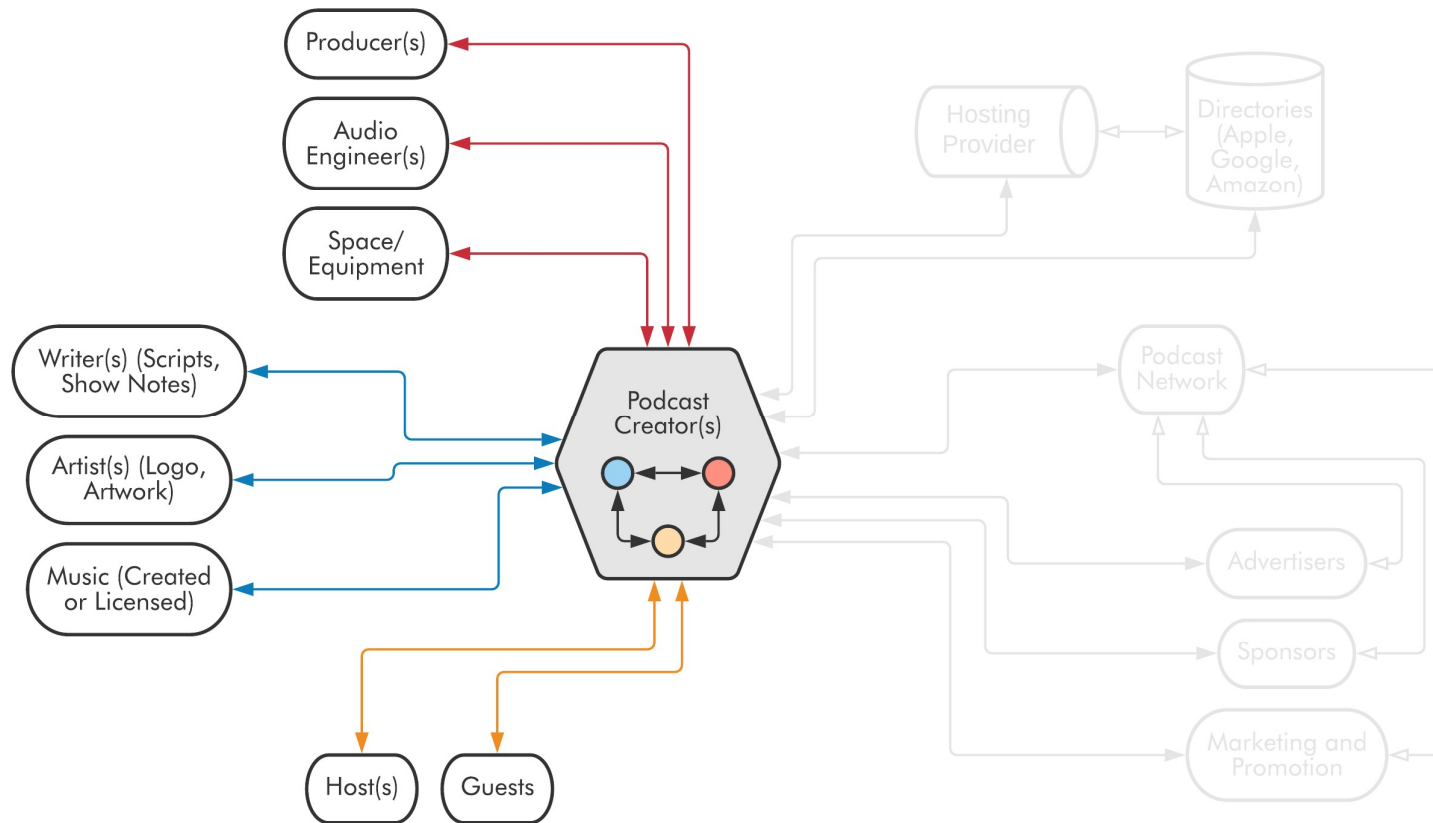 Producer(s)
Audio
Engineer(s)
Space/
Equipment
Writer(s) (Scripts,
Show Notes)
Artist(s) (Logo,
Artwork)
Music (Created
or Licensed)
Podcast
Creator(s)
Host(s)
Guests
Hosting
Provider
Directories
(Apple,
Google,
Amazon)
Podcast
Network
Advertisers
Sponsors
Marketing and
Promotion